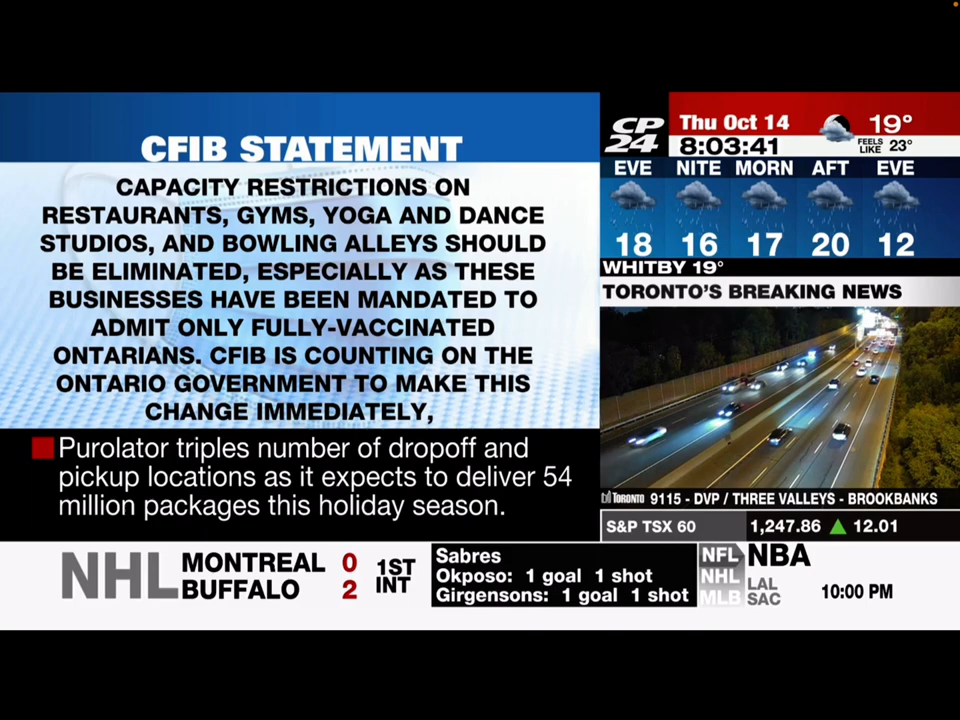 CFIB STATEMENT
CAPACITY RESTRICTIONS ON
RESTAURANTS, GYMS, YOGA AND DANCE
STUDIOS, AND BOWLING ALLEYS SHOULD
BE ELIMINATED, ESPECIALLY AS THESE
BUSINESSES HAVE BEEN MANDATED TO
ADMIT ONLY FULLY-VACCINATED
ONTARIANS. CFIB IS COUNTING ON THE
ONTARIO GOVERNMENT TO MAKE THIS
CHANGE IMMEDIATELY,
Purolator triples number of dropoff and
pickup locations as it expects to deliver 54
million packages this holiday season.
CP
24
Thu Oct 14
8:03:41
19°
FEELS
LIKE 23°
EVE NITE MORN AFT EVE
18 16 17 20 12
WHITBY 19°
TORONTO'S BREAKING NEWS
TORONTO 9115 - DVP / THREE VALLEYS - BROOKBANKS
S&P TSX 60 1,247.86 12.01
NHL
MONTREAL 0
BUFFALO 2
1ST
INT
Sabres
Okposo: 1 goal 1 shot
Girgensons: 1 goal 1 shot
NFL
NHL
MLB
NBA
LAL
SAC
10:00 PM